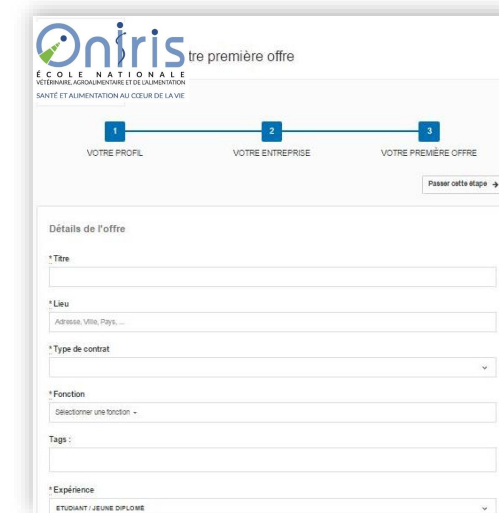 Oniris
tre première offre
ÉCOLE NATIONALE
VÉTÉRINAIRE, AGROALIMENTAIRE ET DE L'ALIMENTATION
SANTÉ ET ALIMENTATION AU CŒUR DE LA VIE
1 2 3
VOTRE PROFIL VOTRE ENTREPRISE VOTRE PREMIÈRE OFFRE
Passer cette étape →
Détails de l'offre
* Titre
* Lieu
Adresse, Ville, Pays, ...
* Type de contrat
* Fonction
Sélectionner une fonction
Tags :
* Expérience
ETUDIANT / JEUNE DIPLOMÉ